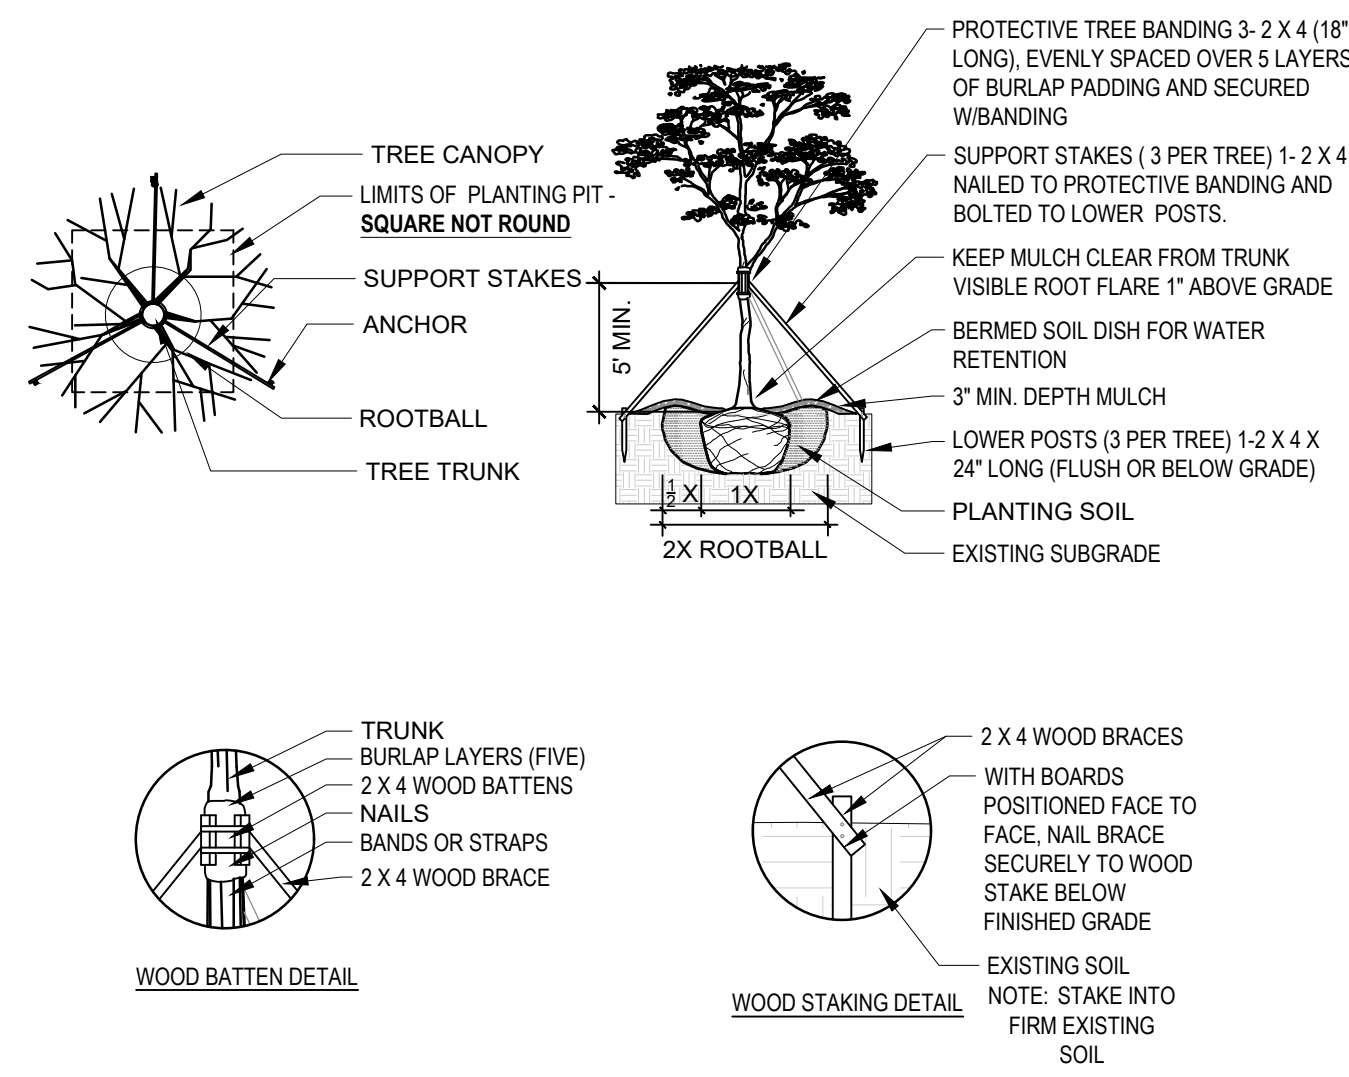 TREE CANOPY
LIMITS OF PLANTING PIT -
SQUARE NOT ROUND
SUPPORT STAKES
ANCHOR
ROOTBALL
TREE TRUNK
5' MIN.
1/2 X
1X
2X ROOTBALL
PROTECTIVE TREE BANDING 3- 2 X 4 (18"
LONG), EVENLY SPACED OVER 5 LAYERS
OF BURLAP PADDING AND SECURED
W/BANDING
SUPPORT STAKES ( 3 PER TREE) 1- 2 X 4
NAILED TO PROTECTIVE BANDING AND
BOLTED TO LOWER POSTS.
KEEP MULCH CLEAR FROM TRUNK
VISIBLE ROOT FLARE 1" ABOVE GRADE
BERMED SOIL DISH FOR WATER
RETENTION
3" MIN. DEPTH MULCH
LOWER POSTS (3 PER TREE) 1-2 X 4 X
24" LONG (FLUSH OR BELOW GRADE)
PLANTING SOIL
EXISTING SUBGRADE
TRUNK
BURLAP LAYERS (FIVE)
2 X 4 WOOD BATTENS
NAILS
BANDS OR STRAPS
2 X 4 WOOD BRACE
WOOD BATTEN DETAIL
2 X 4 WOOD BRACES
WITH BOARDS
POSITIONED FACE TO
FACE, NAIL BRACE
SECURELY TO WOOD
STAKE BELOW
FINISHED GRADE
EXISTING SOIL
NOTE: STAKE INTO
FIRM EXISTING
SOIL
WOOD STAKING DETAIL